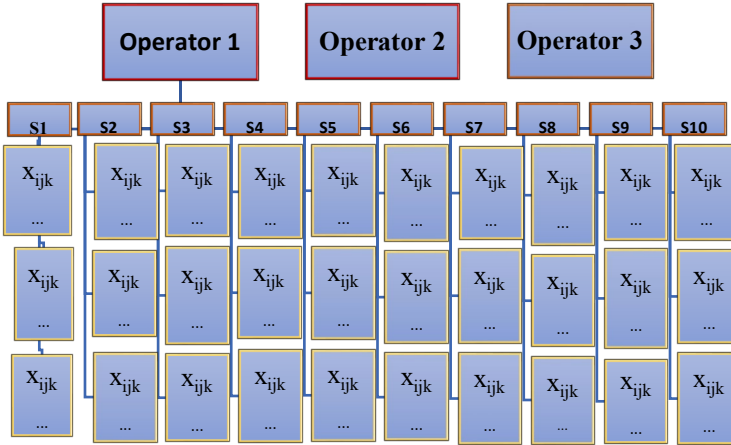 Operator 1 Operator 2 Operator 3
S1 S2 S3 S4 S5 S6 S7 S8 S9 S10
Xijk Xijk Xijk Xijk Xijk Xijk Xijk Xijk Xijk Xijk
... ... ... ... ... ... ... ... ... ...
Xijk Xijk Xijk Xijk Xijk Xijk Xijk Xijk Xijk Xijk
... ... ... ... ... ... ... ... ... ...
Xijk Xijk Xijk Xijk Xijk Xijk Xijk Xijk Xijk Xijk
... ... ... ... ... ... ... ... ... ...